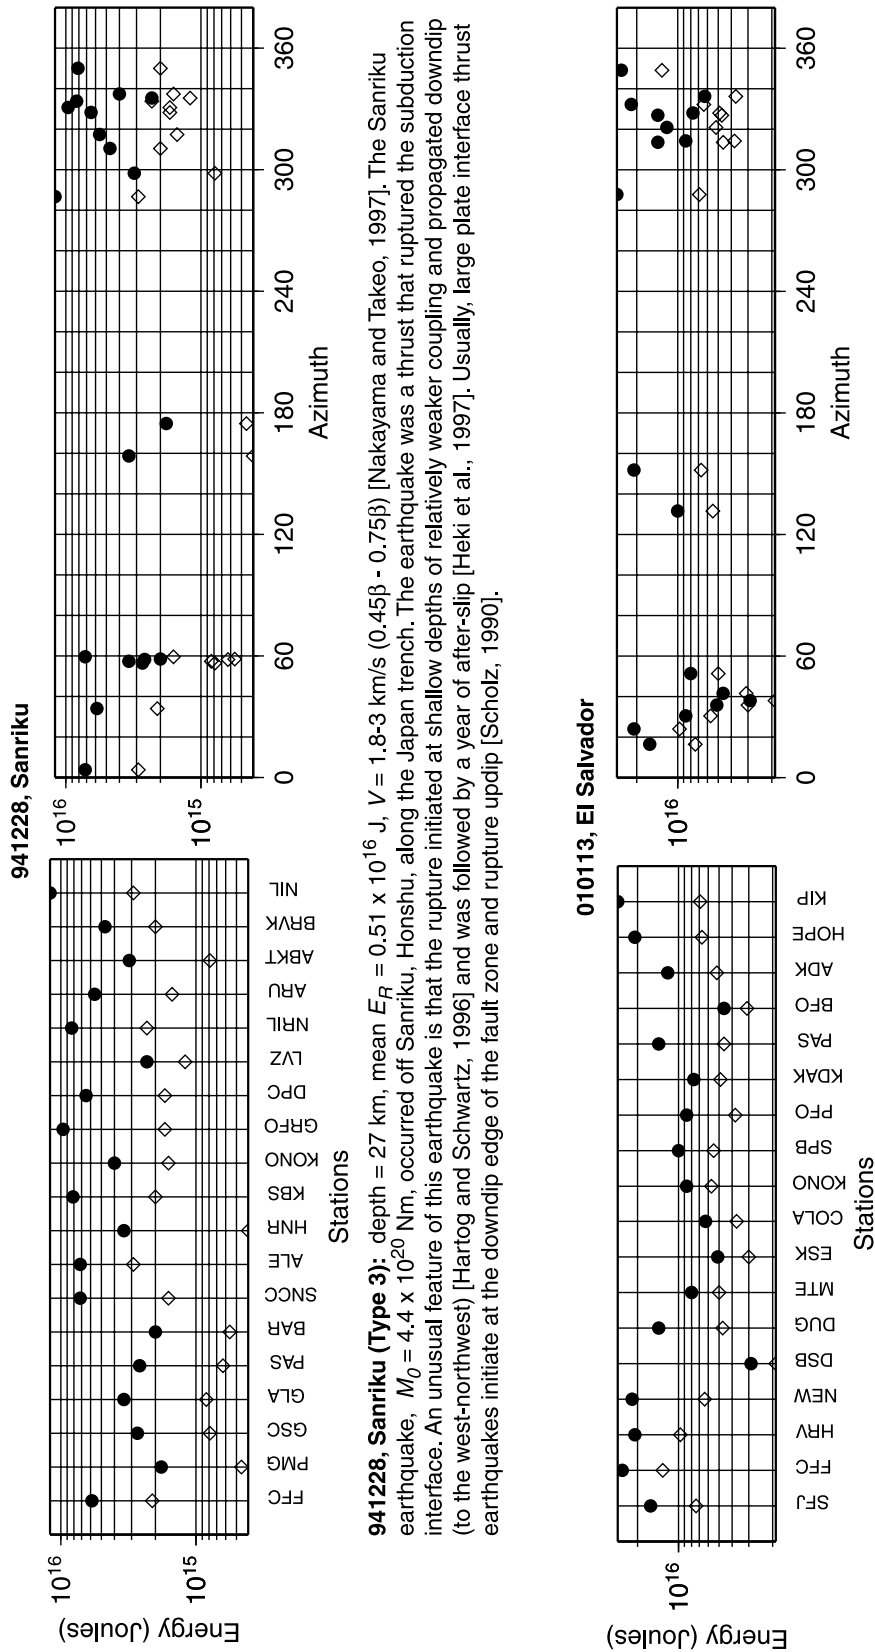 941228, Sanriku
Energy (Joules)
10^16
10^15
FFC PMG GSC GLA PAS BAR SNCC ALE HNR KBS KONO GRFO DPC LVZ NRIL ARU ABKT BRVK NIL
Stations
10^16
10^15
0 60 120 180 240 300 360
Azimuth
941228, Sanriku (Type 3): depth = 27 km, mean E_R = 0.51 x 10^16 J, V = 1.8-3 km/s (0.45β - 0.75β) [Nakayama and Takeo, 1997]. The Sanriku
earthquake, M_0 = 4.4 x 10^20 Nm, occurred off Sanriku, Honshu, along the Japan trench. The earthquake was a thrust that ruptured the subduction
interface. An unusual feature of this earthquake is that the rupture initiated at shallow depths of relatively weaker coupling and propagated downdip
(to the west-northwest) [Hartog and Schwartz, 1996] and was followed by a year of after-slip [Heki et al., 1997]. Usually, large plate interface thrust
earthquakes initiate at the downdip edge of the fault zone and rupture updip [Scholz, 1990].
010113, El Salvador
Energy (Joules)
10^16
SFJ FFC HRV NEW DSB DUG MTE ESK COLA KONO SPB PFO KDAK PAS BFO ADK HOPE KIP
Stations
10^16
0 60 120 180 240 300 360
Azimuth